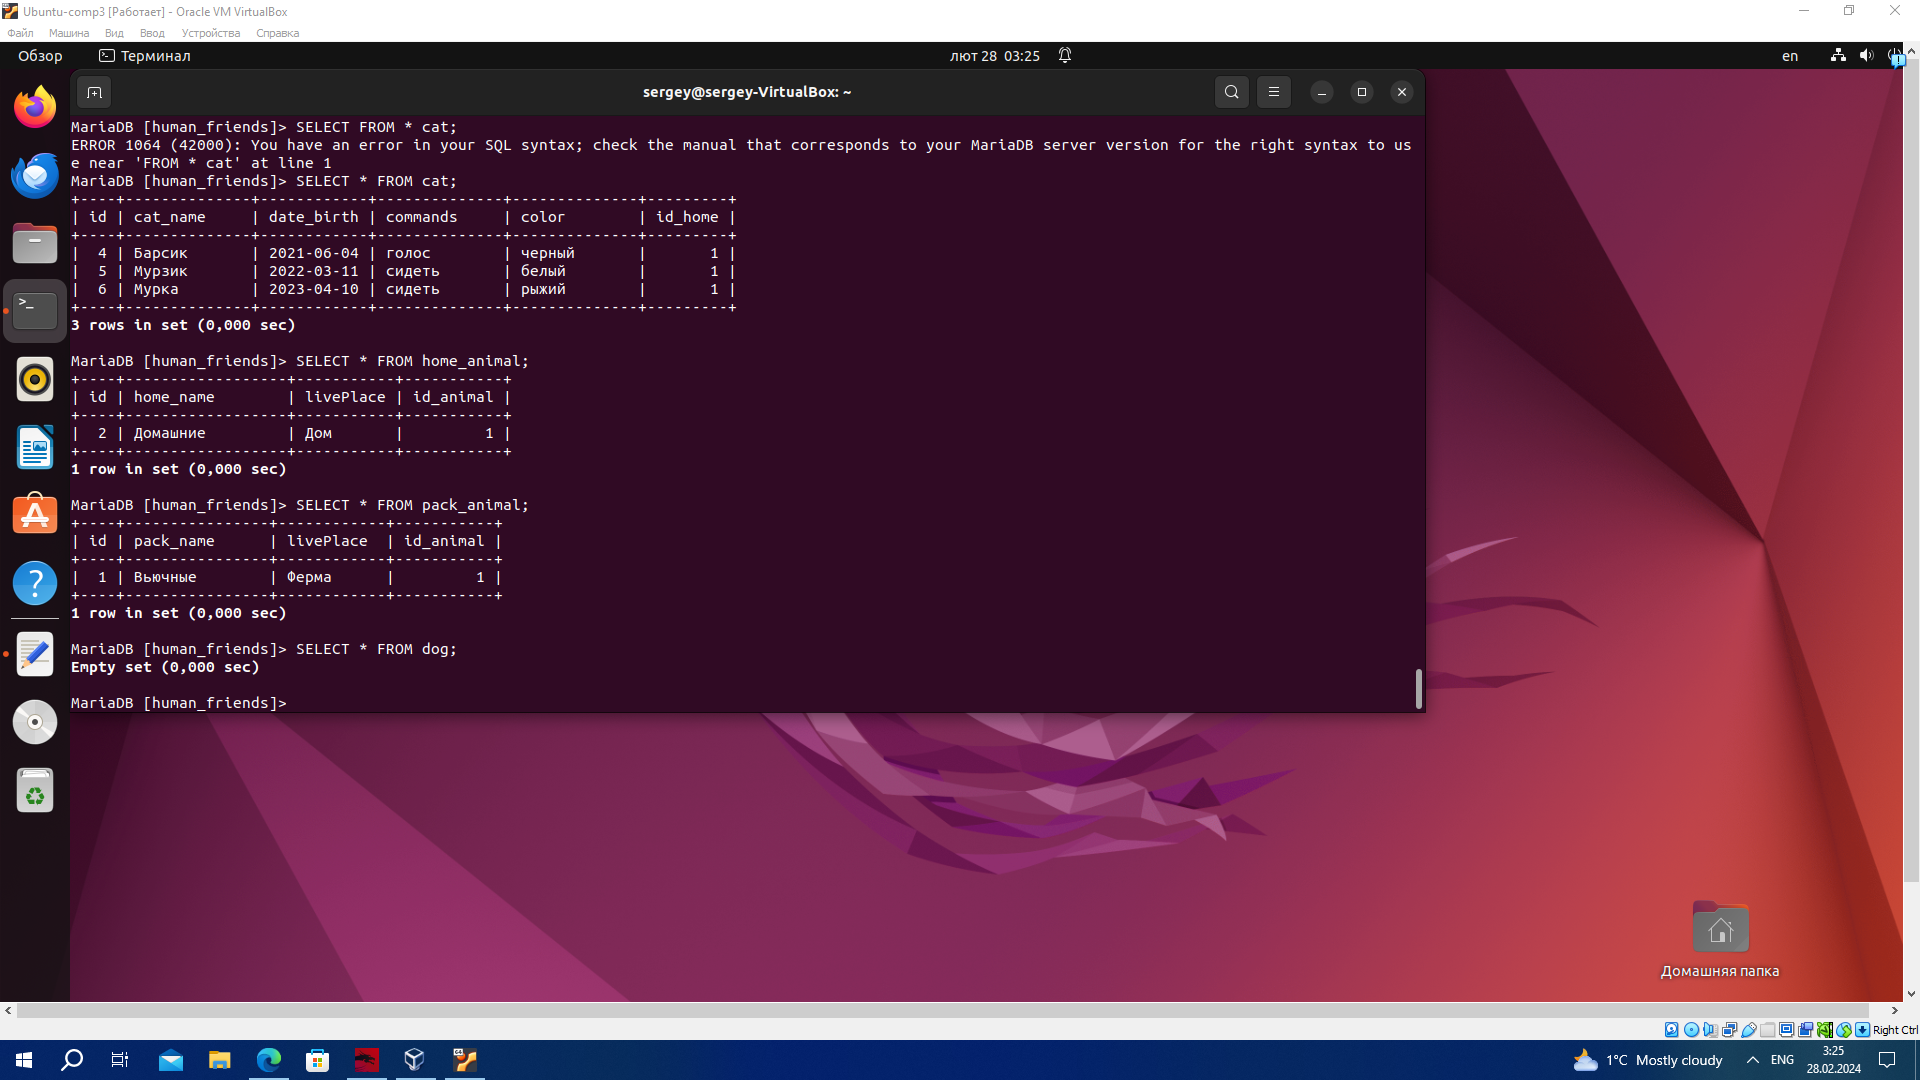 Ubuntu-comp3 [Работает] - Oracle VM VirtualBox
Файл Машина Вид Ввод Устройства Справка
Обзор Терминал лют 28 03:25 en
sergey@sergey-VirtualBox: ~
MariaDB [human_friends]> SELECT FROM * cat;
ERROR 1064 (42000): You have an error in your SQL syntax; check the manual that corresponds to your MariaDB server version for the right syntax to us
e near 'FROM * cat' at line 1
MariaDB [human_friends]> SELECT * FROM cat;
+----+--------------+------------+--------------+--------------+---------+
| id | cat_name     | date_birth | commands     | color        | id_home |
+----+--------------+------------+--------------+--------------+---------+
|  4 | Барсик       | 2021-06-04 | голос        | черный       |       1 |
|  5 | Мурзик       | 2022-03-11 | сидеть       | белый        |       1 |
|  6 | Мурка        | 2023-04-10 | сидеть       | рыжий        |       1 |
+----+--------------+------------+--------------+--------------+---------+
3 rows in set (0,000 sec)
MariaDB [human_friends]> SELECT * FROM home_animal;
+----+------------------+-----------+-----------+
| id | home_name        | livePlace | id_animal |
+----+------------------+-----------+-----------+
|  2 | Домашние         | Дом       |         1 |
+----+------------------+-----------+-----------+
1 row in set (0,000 sec)
MariaDB [human_friends]> SELECT * FROM pack_animal;
+----+----------------+------------+-----------+
| id | pack_name      | livePlace  | id_animal |
+----+----------------+------------+-----------+
|  1 | Вьючные        | Ферма      |         1 |
+----+----------------+------------+-----------+
1 row in set (0,000 sec)
MariaDB [human_friends]> SELECT * FROM dog;
Empty set (0,000 sec)
MariaDB [human_friends]>
Домашняя папка
Right Ctrl
1°C Mostly cloudy ENG 3:25
28.02.2024